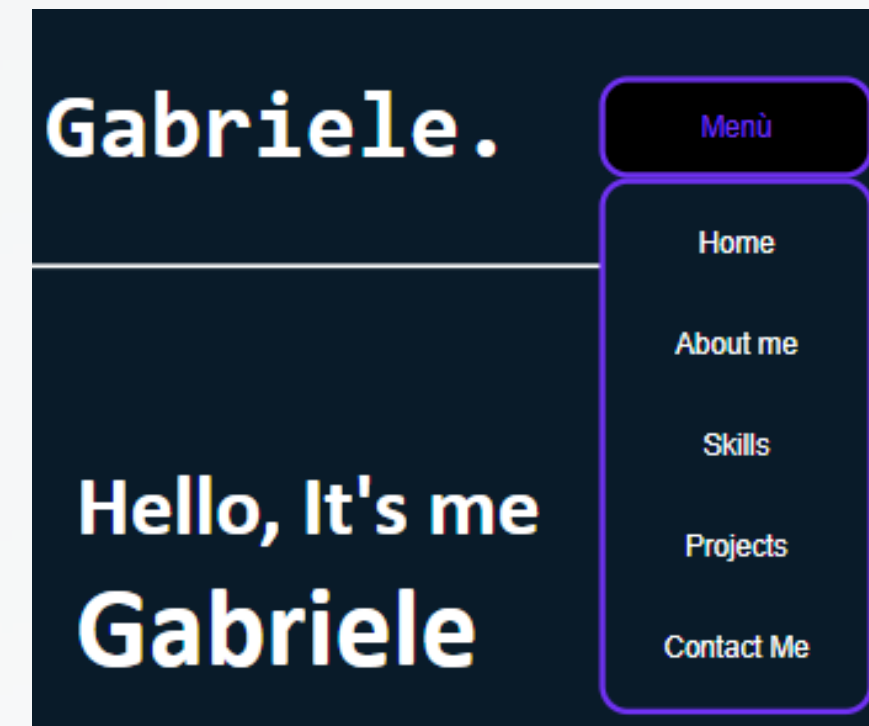 Gabriele.
Menù
Home
About me
Skills
Projects
Contact Me
Hello, It's me
Gabriele